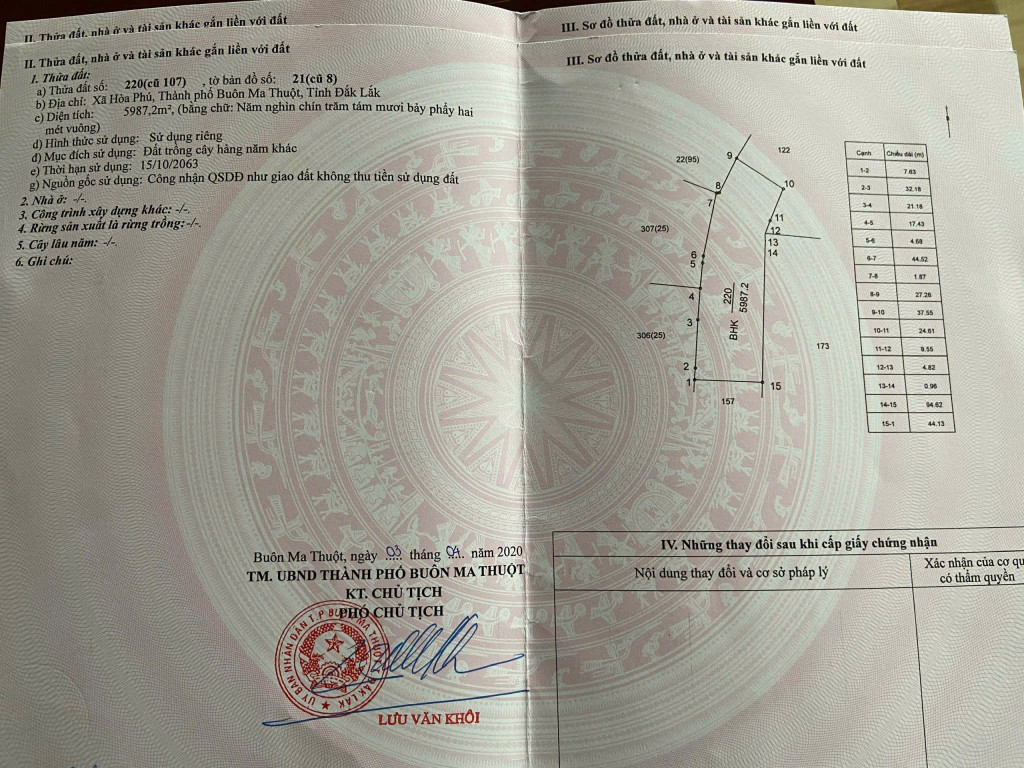 II. Thửa đất, nhà ở và tài sản khác gắn liền với đất
II. Thửa đất, nhà ở và tài sản khác gắn liền với đất
1. Thửa đất:
a) Thửa đất số: 220(cũ 107) , tờ bản đồ số: 21(cũ 8)
b) Địa chỉ: Xã Hòa Phú, Thành phố Buôn Ma Thuột, Tỉnh Đắk Lắk
c) Diện tích: 5987,2m², (bằng chữ: Năm nghìn chín trăm tám mươi bảy phẩy hai
mét vuông)
d) Hình thức sử dụng: Sử dụng riêng
đ) Mục đích sử dụng: Đất trồng cây hàng năm khác
e) Thời hạn sử dụng: 15/10/2063
g) Nguồn gốc sử dụng: Công nhận QSDĐ như giao đất không thu tiền sử dụng đất
2. Nhà ở: -/-.
3. Công trình xây dựng khác: -/-.
4. Rừng sản xuất là rừng trồng: -/-.
5. Cây lâu năm: -/-.
6. Ghi chú:
Buôn Ma Thuột, ngày 03 tháng 04. năm 2020
TM. UBND THÀNH PHỐ BUÔN MA THUỘT
KT. CHỦ TỊCH
PHÓ CHỦ TỊCH
ỦY BAN NHÂN DÂN T.P BUÔN MA THUỘT
ĐẮK LẮK
LƯU VĂN KHÔI
III. Sơ đồ thửa đất, nhà ở và tài sản khác gắn liền với đất
III. Sơ đồ thửa đất, nhà ở và tài sản khác gắn liền với đất
122
22(95)
9
8
10
7
11
307(25)
12
13
14
6
5
4
BHK 220
5987.2
3
306(25)
173
2
1
15
157
Cạnh Chiều dài (m)
1-2 7.63
2-3 32.18
3-4 21.18
4-5 17.43
5-6 4.68
6-7 44.52
7-8 1.87
8-9 27.28
9-10 37.55
10-11 24.61
11-12 8.55
12-13 4.82
13-14 0.96
14-15 94.62
15-1 44.13
IV. Những thay đổi sau khi cấp giấy chứng nhận
Nội dung thay đổi và cơ sở pháp lý
Xác nhận của cơ qu
có thẩm quyền